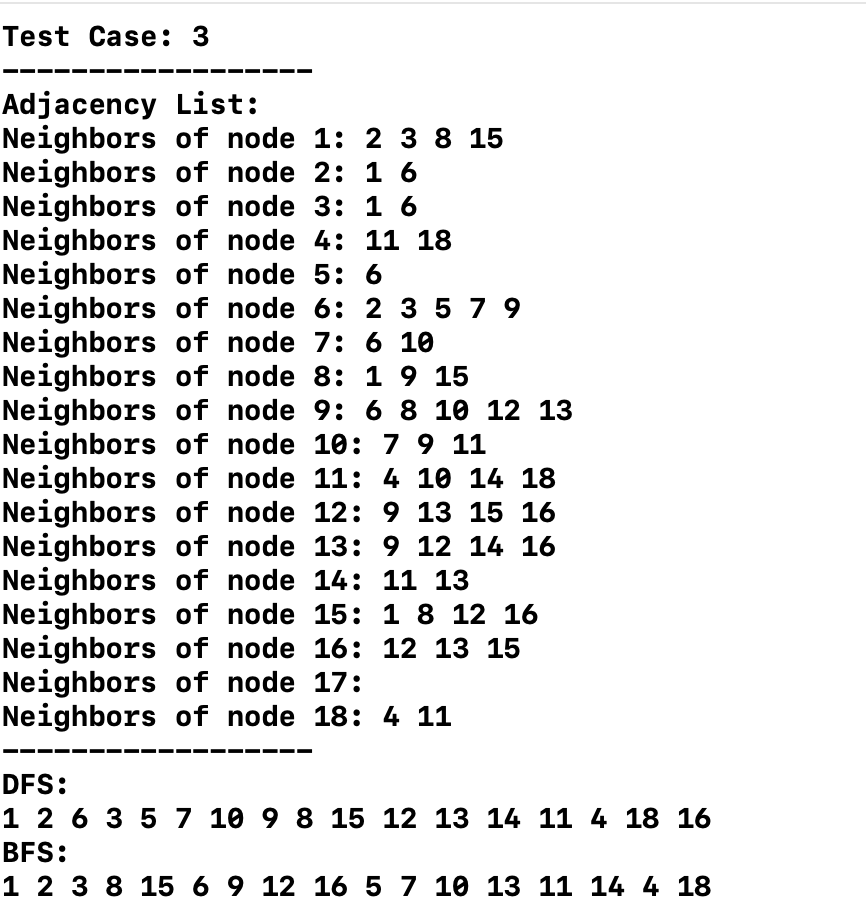 Test Case: 3
------------------
Adjacency List:
Neighbors of node 1: 2 3 8 15
Neighbors of node 2: 1 6
Neighbors of node 3: 1 6
Neighbors of node 4: 11 18
Neighbors of node 5: 6
Neighbors of node 6: 2 3 5 7 9
Neighbors of node 7: 6 10
Neighbors of node 8: 1 9 15
Neighbors of node 9: 6 8 10 12 13
Neighbors of node 10: 7 9 11
Neighbors of node 11: 4 10 14 18
Neighbors of node 12: 9 13 15 16
Neighbors of node 13: 9 12 14 16
Neighbors of node 14: 11 13
Neighbors of node 15: 1 8 12 16
Neighbors of node 16: 12 13 15
Neighbors of node 17:
Neighbors of node 18: 4 11
------------------
DFS:
1 2 6 3 5 7 10 9 8 15 12 13 14 11 4 18 16
BFS:
1 2 3 8 15 6 9 12 16 5 7 10 13 11 14 4 18